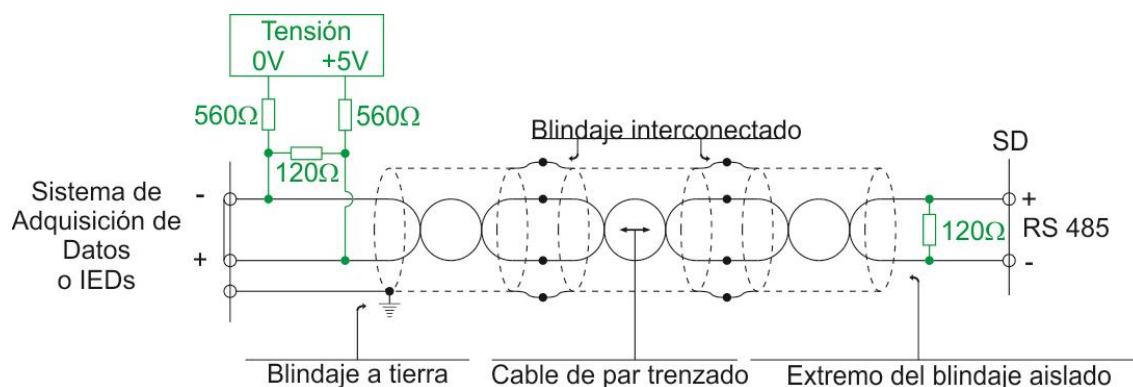 Tensión
0V +5V
560Ω
560Ω
120Ω
Blindaje interconectado
SD
Sistema de
Adquisición de
Datos
o IEDs
-
+
+
120Ω
RS 485
-
Blindaje a tierra
Cable de par trenzado
Extremo del blindaje aislado